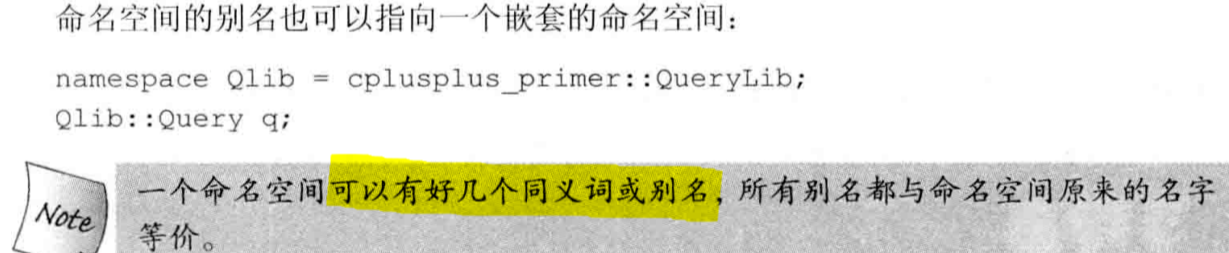 命名空间的别名也可以指向一个嵌套的命名空间：
namespace Qlib = cplusplus_primer::QueryLib;
Qlib::Query q;
一个命名空间可以有好几个同义词或别名，所有别名都与命名空间原来的名字
Note
等价。